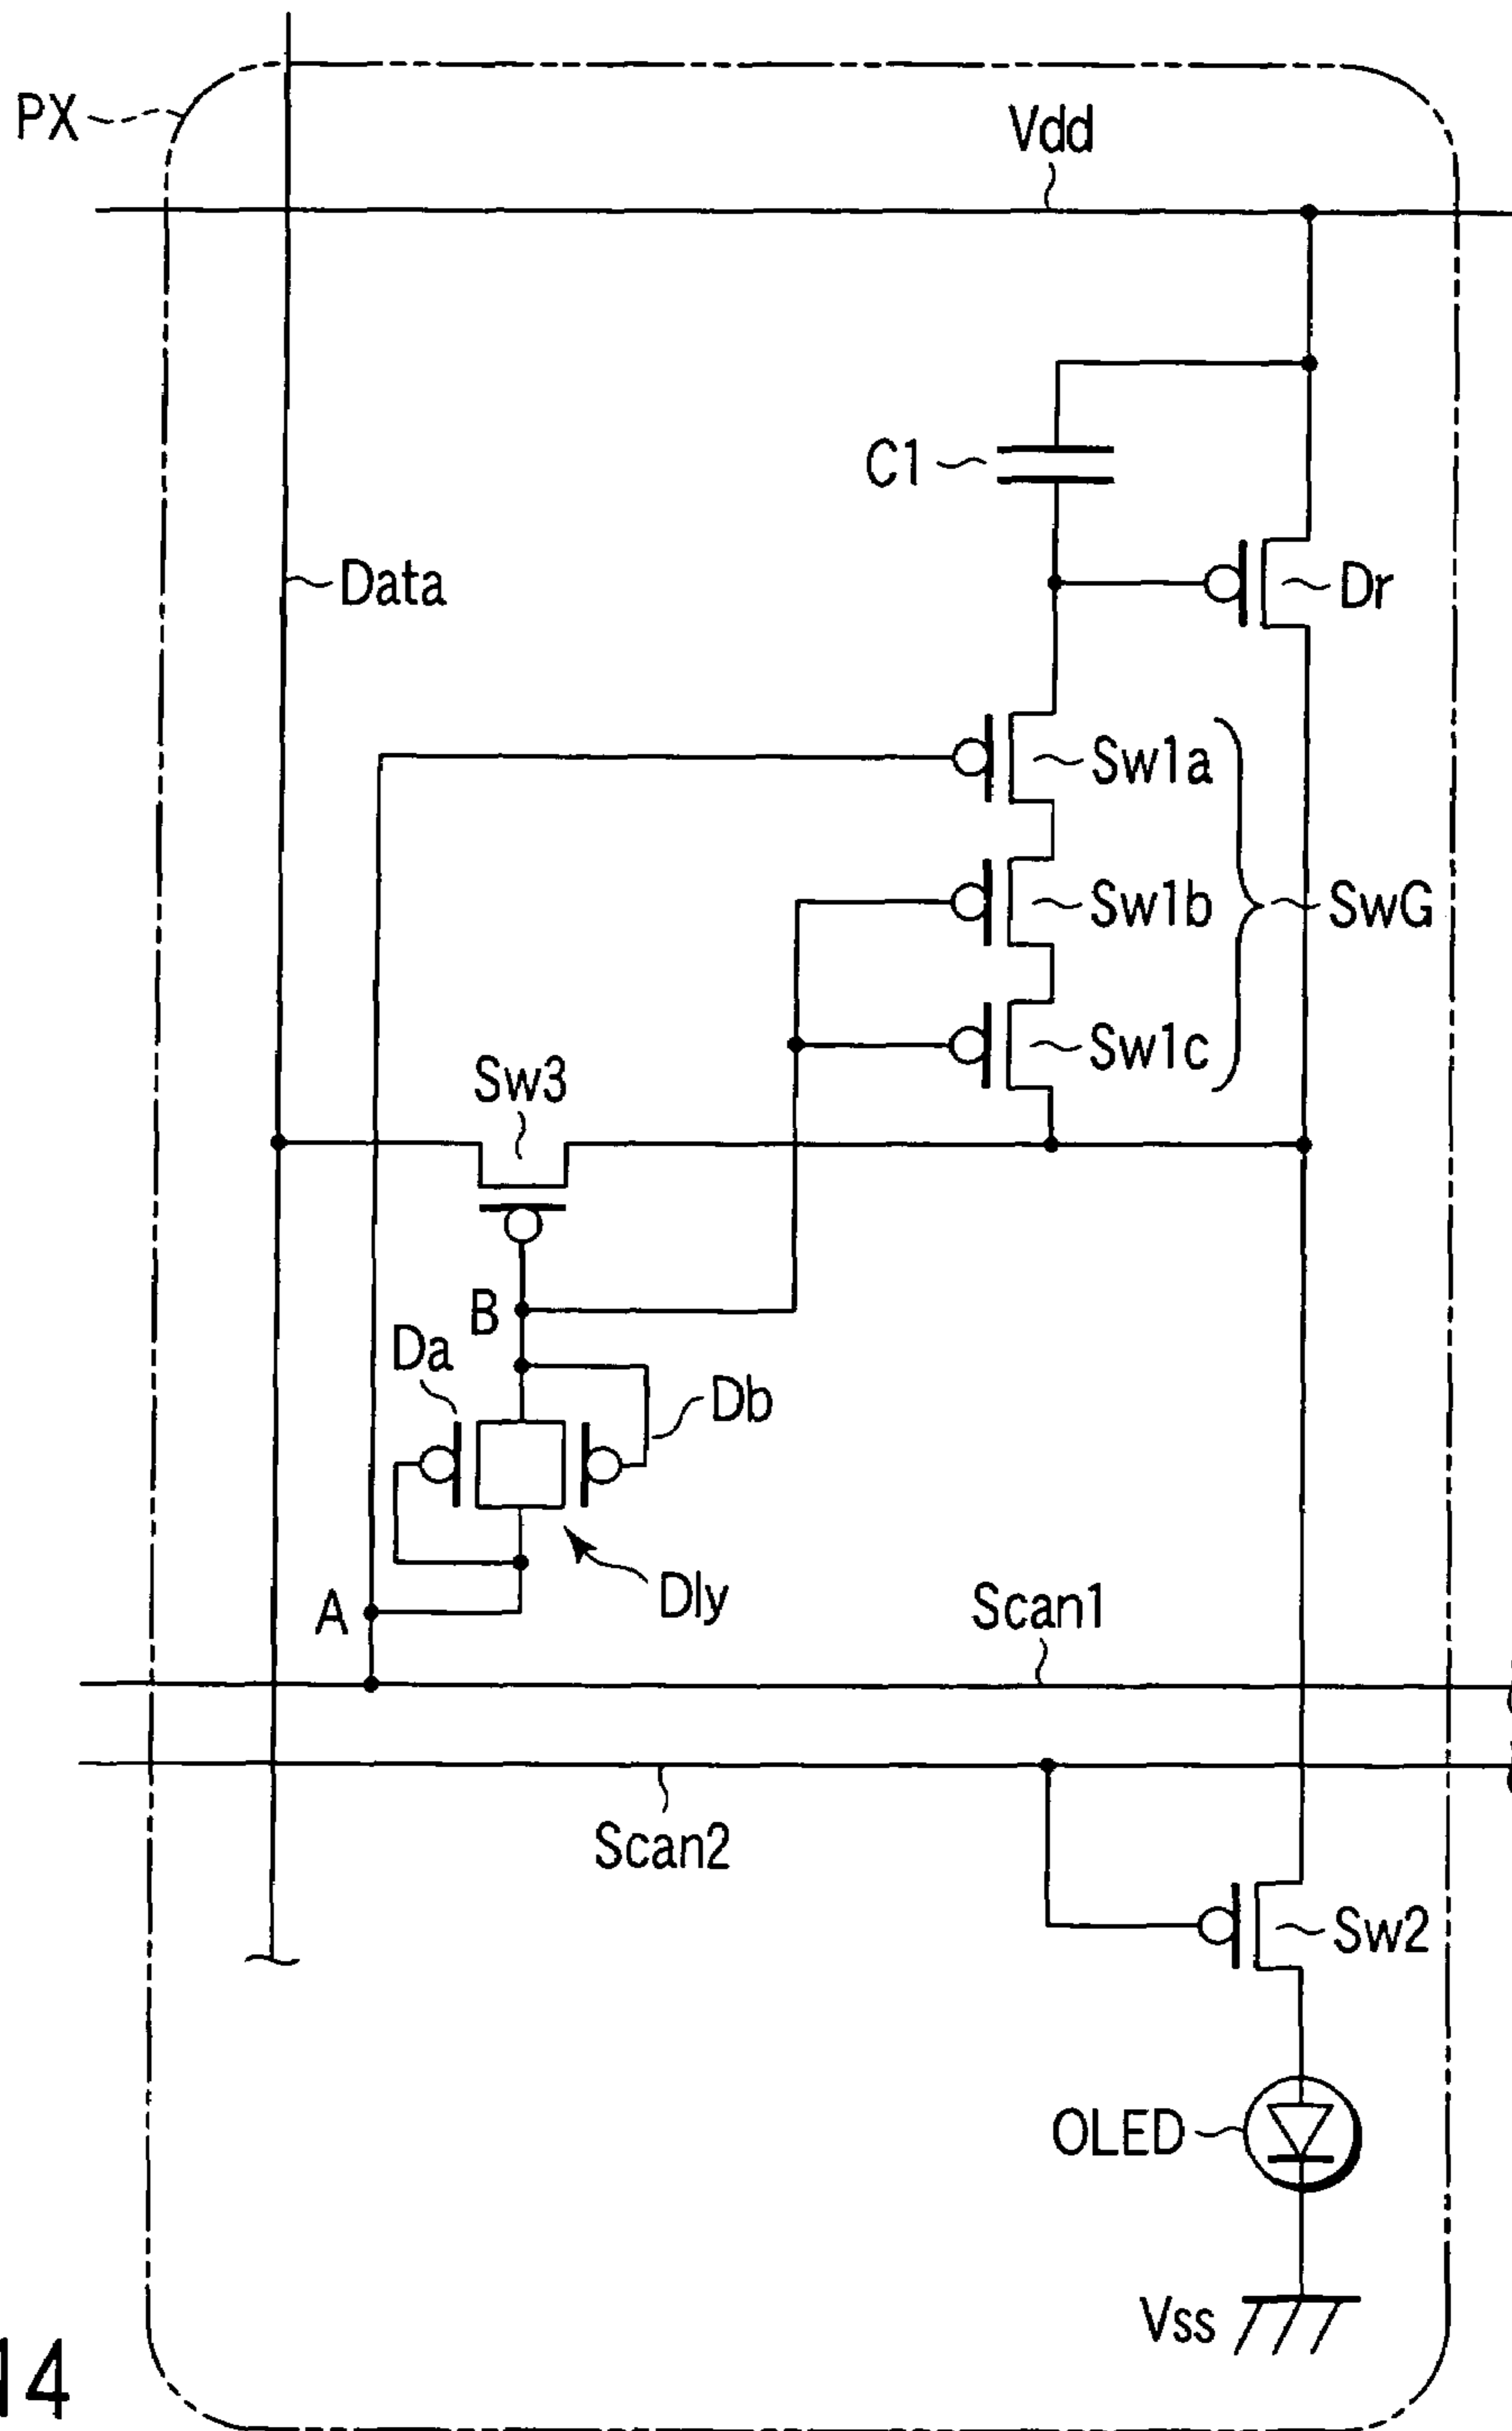 PX
Vdd
C1
Data
Dr
Sw1a
Sw1b
SwG
Sw1c
Sw3
B
Da
Db
Dly
A
Scan1
Scan2
Sw2
OLED
Vss
14